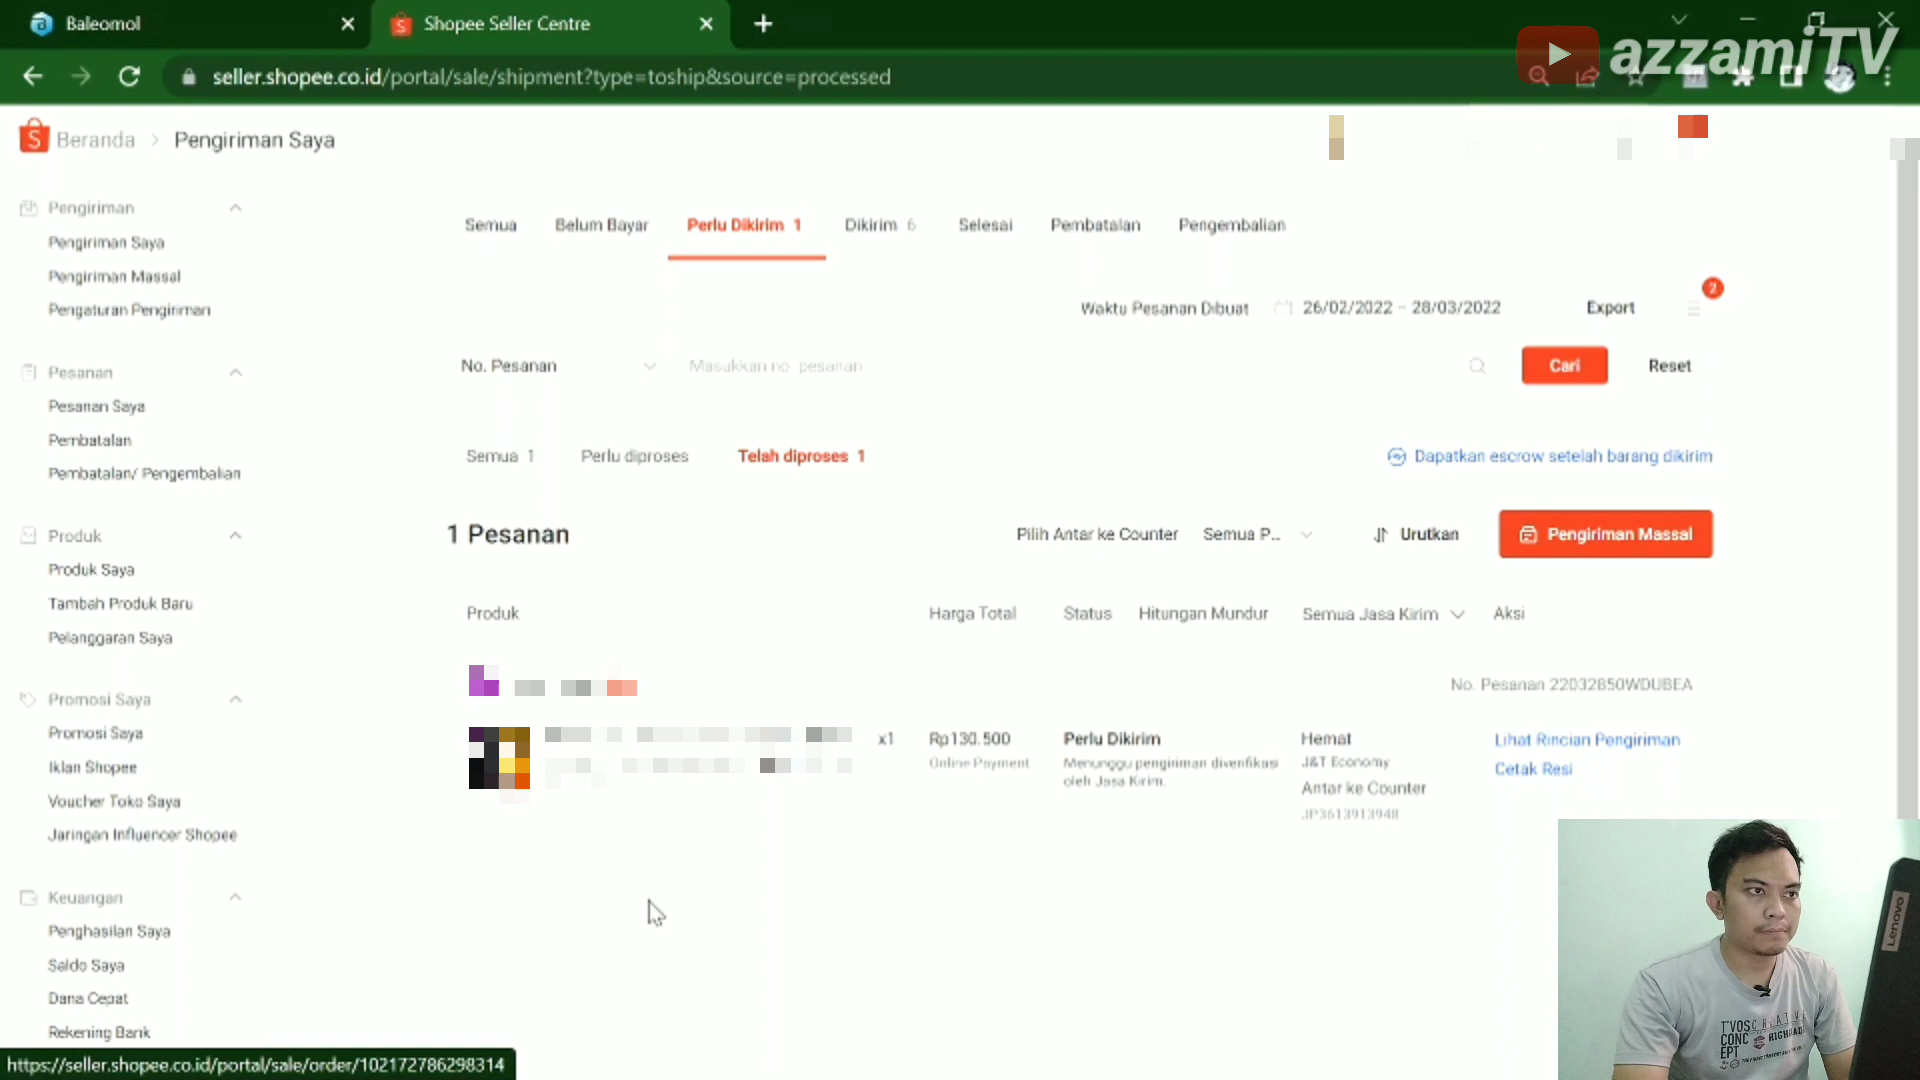 Baleomol
Shopee Seller Centre
azzamiTV
seller.shopee.co.id/portal/sale/shipment?type=toship&source=processed
Beranda > Pengiriman Saya
Pengiriman
Pengiriman Saya
Pengiriman Massal
Pengaturan Pengiriman
Pesanan
Pesanan Saya
Pembatalan
Pembatalan/ Pengembalian
Produk
Produk Saya
Tambah Produk Baru
Pelanggaran Saya
Promosi Saya
Promosi Saya
Iklan Shopee
Voucher Toko Saya
Jaringan Influencer Shopee
Keuangan
Penghasilan Saya
Saldo Saya
Dana Cepat
Rekening Bank
Semua Belum Bayar Perlu Dikirim 1 Dikirim 6 Selesai Pembatalan Pengembalian
Waktu Pesanan Dibuat 26/02/2022 – 28/03/2022 Export 2
No. Pesanan Masukkan no. pesanan Cari Reset
Semua 1 Perlu diproses Telah diproses 1 Dapatkan escrow setelah barang dikirim
1 Pesanan Pilih Antar ke Counter Semua P... Urutkan Pengiriman Massal
Produk Harga Total Status Hitungan Mundur Semua Jasa Kirim Aksi
No. Pesanan 22032850WDUBEA
x1 Rp130.500 Perlu Dikirim Hemat Lihat Rincian Pengiriman
Online Payment Menunggu pengiriman diverifikasi J&T Economy Cetak Resi
oleh Jasa Kirim. Antar ke Counter
JP3613913948
https://seller.shopee.co.id/portal/sale/order/102172786298314
Lenovo
T'VOSCREATIVE
CONC
EPT